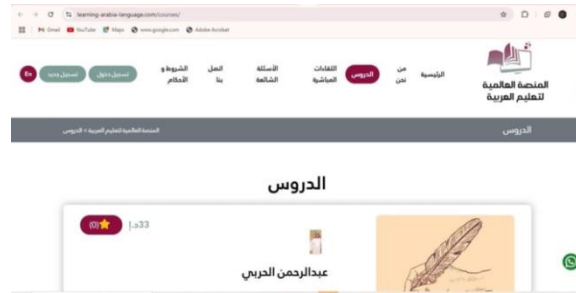 learning-arabia-language.com/courses/
Gmail YouTube Maps www.google.com Adobe Acrobat
المنصة العالمية
لتعليم العربية
الرئيسية
من
نحن
الدروس
اللقاءات
المباشرة
الأسئلة
الشائعة
اتصل
بنا
الشروط و
الأحكام
تسجيل دخول
تسجيل جديد
En
الدروس
المنصة العالمية لتعليم العربية > الدروس
الدروس
33د.إ
(0)
عبدالرحمن الحربي